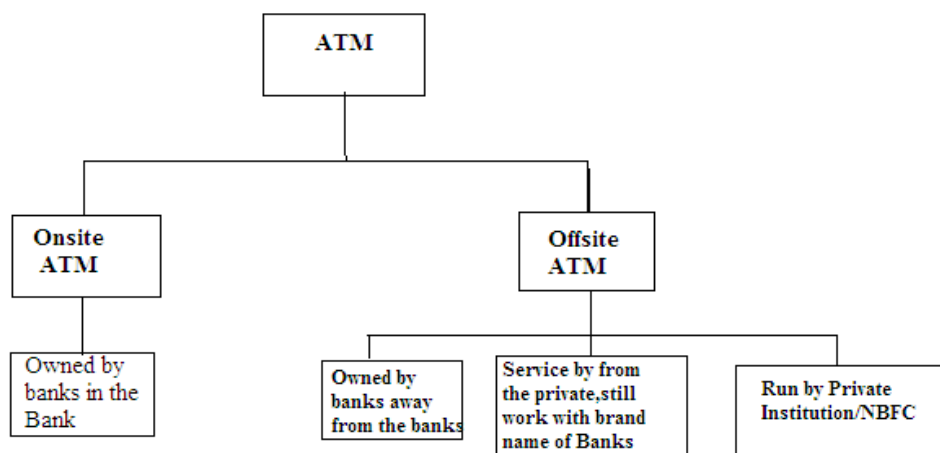 ATM
Onsite
ATM
Offsite
ATM
Owned by
banks in the
Bank
Owned by
banks away
from the banks
Service by from
the private,still
work with brand
name of Banks
Run by Private
Institution/NBFC